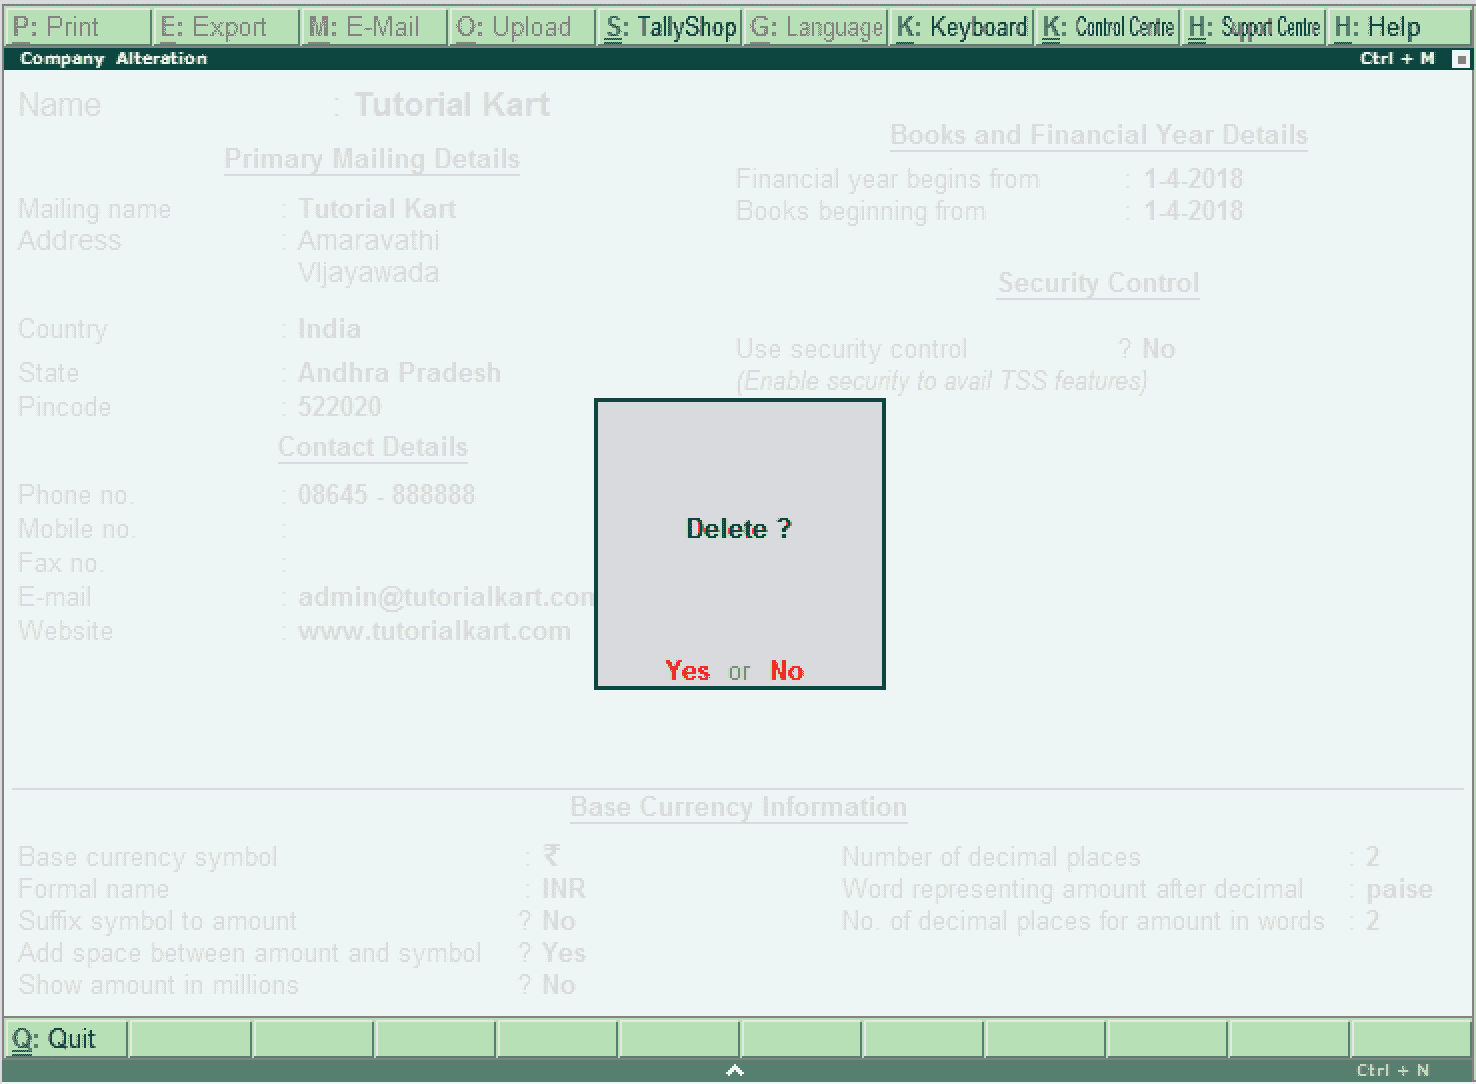 P: Print E: Export M: E-Mail O: Upload S: TallyShop G: Language K: Keyboard K: Control Centre H: Support Centre H: Help
Company Alteration Ctrl + M
Name : Tutorial Kart
Books and Financial Year Details
Primary Mailing Details
Financial year begins from : 1-4-2018
Mailing name : Tutorial Kart
Books beginning from : 1-4-2018
Address : Amaravathi
VIjayawada
Security Control
Country : India
Use security control ? No
State : Andhra Pradesh
(Enable security to avail TSS features)
Pincode : 522020
Contact Details
Phone no. : 08645 - 888888
Mobile no. :
Delete ?
Fax no. :
E-mail : admin@tutorialkart.com
Website : www.tutorialkart.com
Yes or No
Base Currency Information
Base currency symbol : ₹ Number of decimal places : 2
Formal name : INR Word representing amount after decimal : paise
Suffix symbol to amount ? No No. of decimal places for amount in words : 2
Add space between amount and symbol ? Yes
Show amount in millions ? No
Q: Quit
Ctrl + N